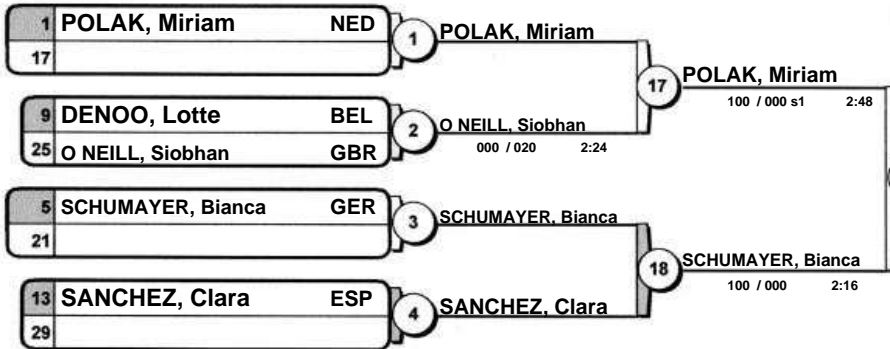 1 POLAK, Miriam NED
17
1 POLAK, Miriam
9 DENOO, Lotte BEL
25 O NEILL, Siobhan GBR
2 O NEILL, Siobhan
000 / 020 2:24
17 POLAK, Miriam
100 / 000 s1 2:48
5 SCHUMAYER, Bianca GER
21
3 SCHUMAYER, Bianca
13 SANCHEZ, Clara ESP
29
4 SANCHEZ, Clara
18 SCHUMAYER, Bianca
100 / 000 2:16